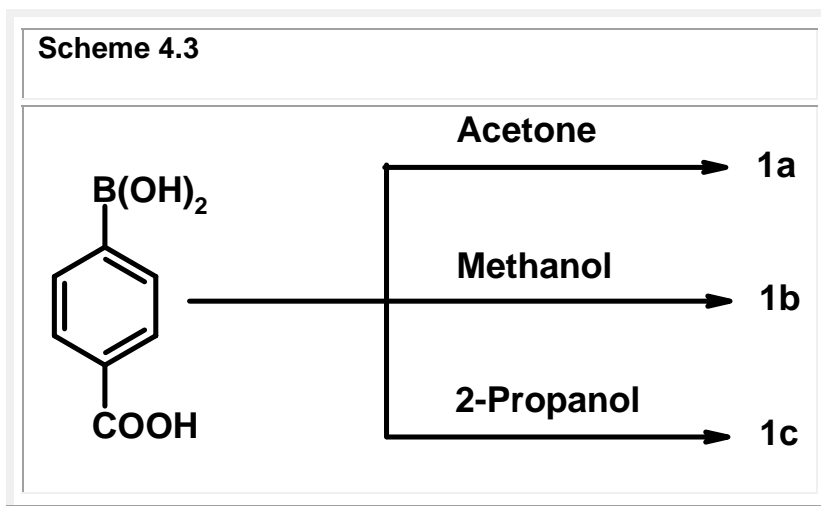 Scheme 4.3
Acetone
1a
B(OH)2
Methanol
1b
2-Propanol
COOH
1c